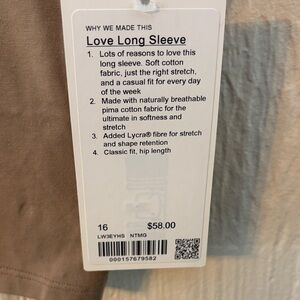 WHY WE MADE THIS
Love Long Sleeve
1. Lots of reasons to love this
long sleeve. Soft cotton
fabric, just the right stretch,
and a casual fit for every day
of the week
2. Made with naturally breathable
pima cotton fabric for the
ultimate in softness and
stretch
3. Added Lycra® fibre for stretch
and shape retention
4. Classic fit, hip length
16 $58.00
LW3EYHS NTMG
000157679582